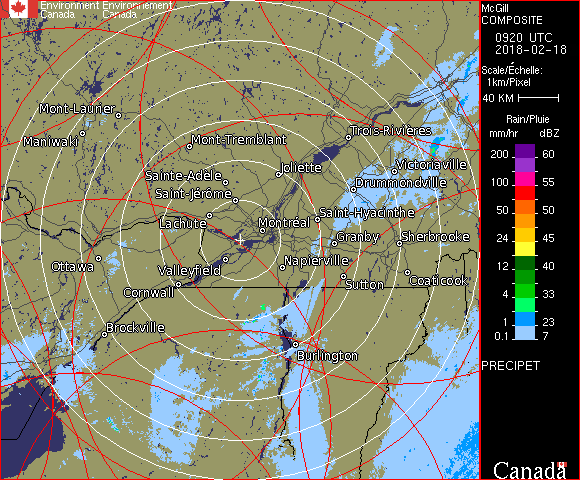 Environment Environnement
Canada Canada
McGill
COMPOSITE
0920 UTC
2018-02-18
Scale/Échelle:
1km/Pixel
40 KM
Rain/Pluie
mm/hr dBZ
200 60
100 55
50 50
24 45
12 40
4 33
1 23
0.1 7
PRECIPET
Canada
Mont-Laurier
Maniwaki
Mont-Tremblant
Trois-Rivières
Joliette
Victoriaville
Sainte-Adèle
Drummondville
Saint-Jérôme
Saint-Hyacinthe
Lachute
Montréal
Granby
Sherbrooke
Ottawa
Valleyfield
Napierville
Coaticook
Cornwall
Sutton
Brockville
Burlington